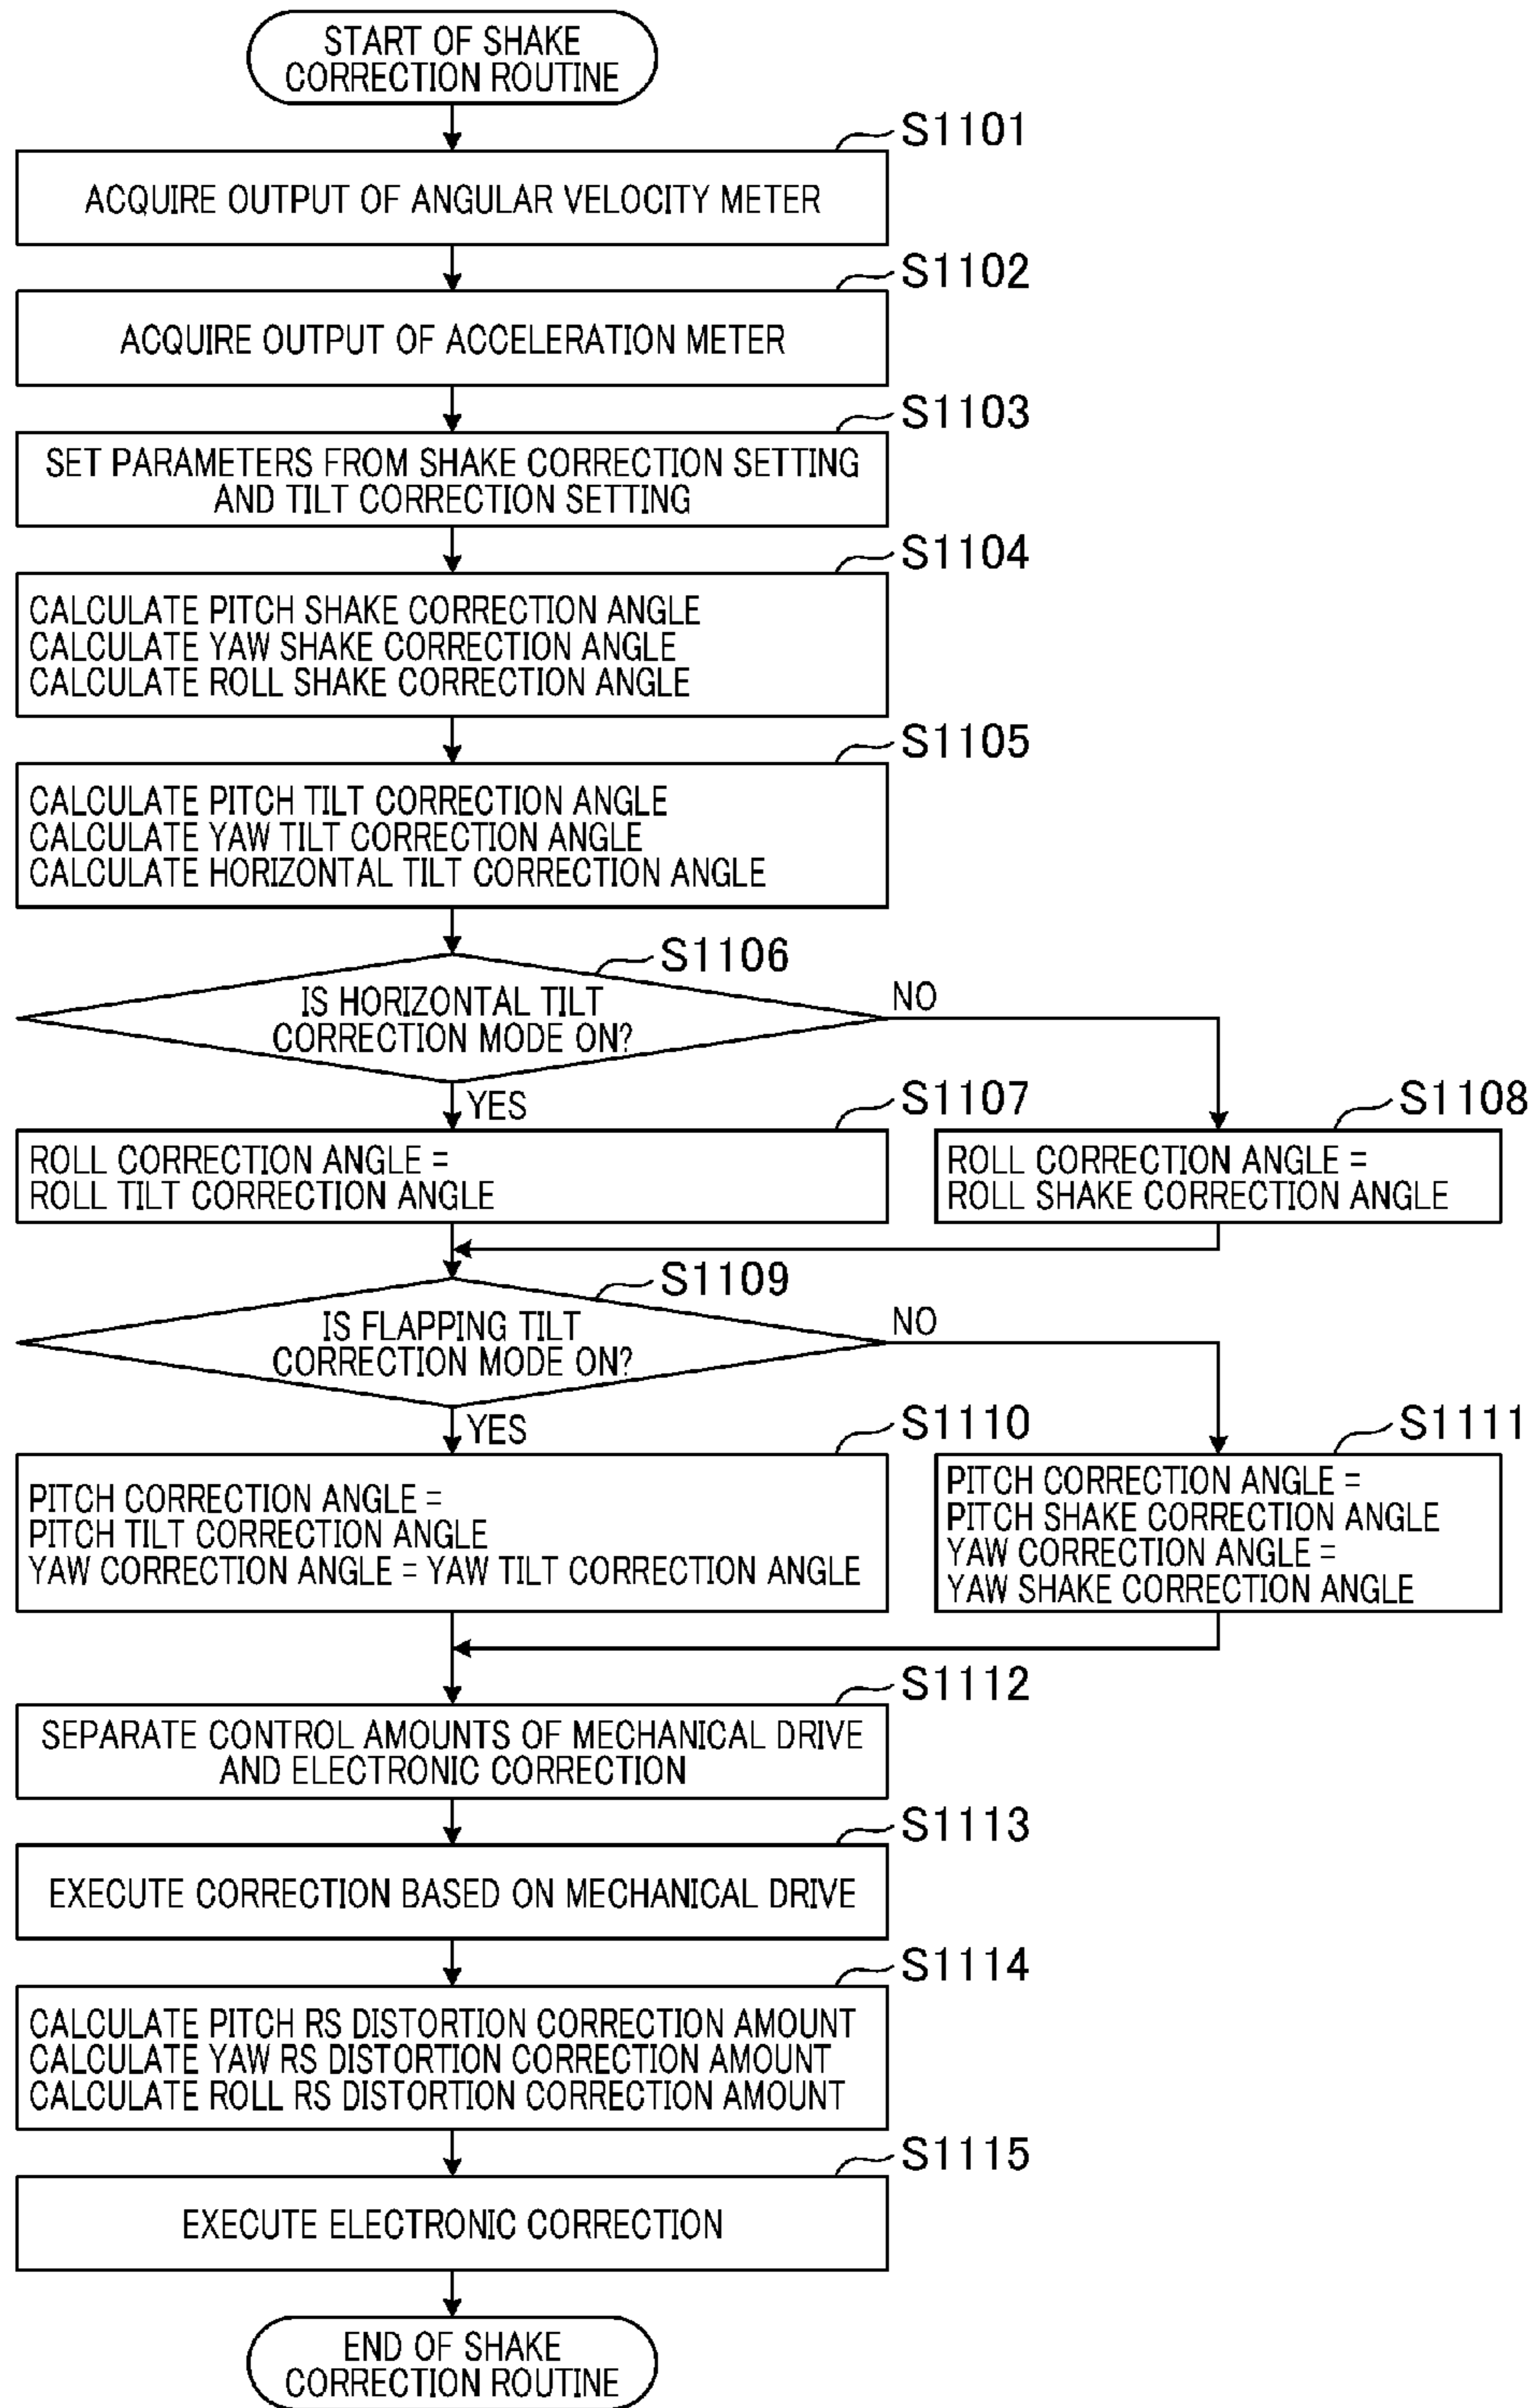 START OF SHAKE
CORRECTION ROUTINE
S1101
ACQUIRE OUTPUT OF ANGULAR VELOCITY METER
S1102
ACQUIRE OUTPUT OF ACCELERATION METER
S1103
SET PARAMETERS FROM SHAKE CORRECTION SETTING
AND TILT CORRECTION SETTING
S1104
CALCULATE PITCH SHAKE CORRECTION ANGLE
CALCULATE YAW SHAKE CORRECTION ANGLE
CALCULATE ROLL SHAKE CORRECTION ANGLE
S1105
CALCULATE PITCH TILT CORRECTION ANGLE
CALCULATE YAW TILT CORRECTION ANGLE
CALCULATE HORIZONTAL TILT CORRECTION ANGLE
S1106
IS HORIZONTAL TILT
CORRECTION MODE ON?
NO
YES
S1107
ROLL CORRECTION ANGLE =
ROLL TILT CORRECTION ANGLE
S1108
ROLL CORRECTION ANGLE =
ROLL SHAKE CORRECTION ANGLE
S1109
IS FLAPPING TILT
CORRECTION MODE ON?
NO
YES
S1110
PITCH CORRECTION ANGLE =
PITCH TILT CORRECTION ANGLE
YAW CORRECTION ANGLE = YAW TILT CORRECTION ANGLE
S1111
PITCH CORRECTION ANGLE =
PITCH SHAKE CORRECTION ANGLE
YAW CORRECTION ANGLE =
YAW SHAKE CORRECTION ANGLE
S1112
SEPARATE CONTROL AMOUNTS OF MECHANICAL DRIVE
AND ELECTRONIC CORRECTION
S1113
EXECUTE CORRECTION BASED ON MECHANICAL DRIVE
S1114
CALCULATE PITCH RS DISTORTION CORRECTION AMOUNT
CALCULATE YAW RS DISTORTION CORRECTION AMOUNT
CALCULATE ROLL RS DISTORTION CORRECTION AMOUNT
S1115
EXECUTE ELECTRONIC CORRECTION
END OF SHAKE
CORRECTION ROUTINE